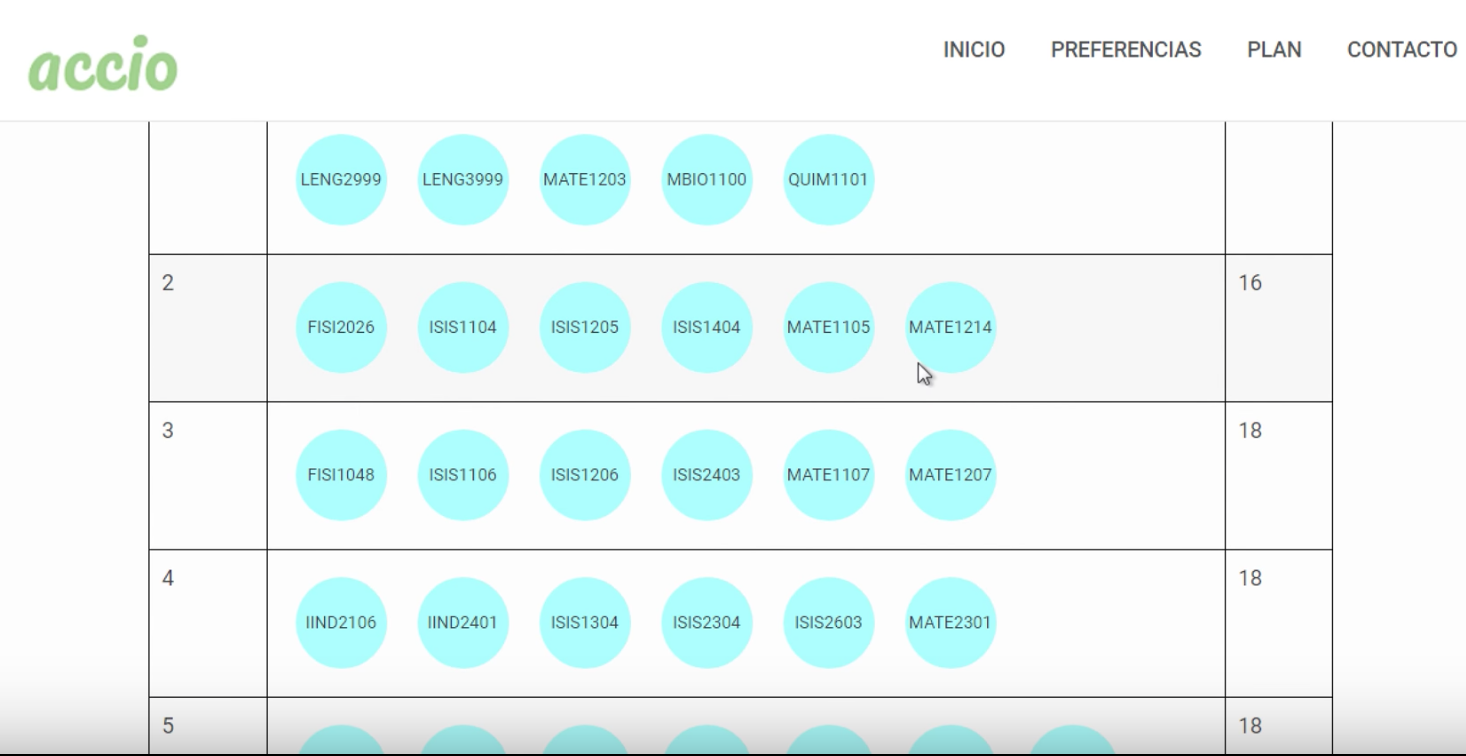 accio
INICIO PREFERENCIAS PLAN CONTACTO
LENG2999 LENG3999 MATE1203 MBIO1100 QUIM1101
2 FISI2026 ISIS1104 ISIS1205 ISIS1404 MATE1105 MATE1214 16
3 FISI1048 ISIS1106 ISIS1206 ISIS2403 MATE1107 MATE1207 18
4 IIND2106 IIND2401 ISIS1304 ISIS2304 ISIS2603 MATE2301 18
5 18